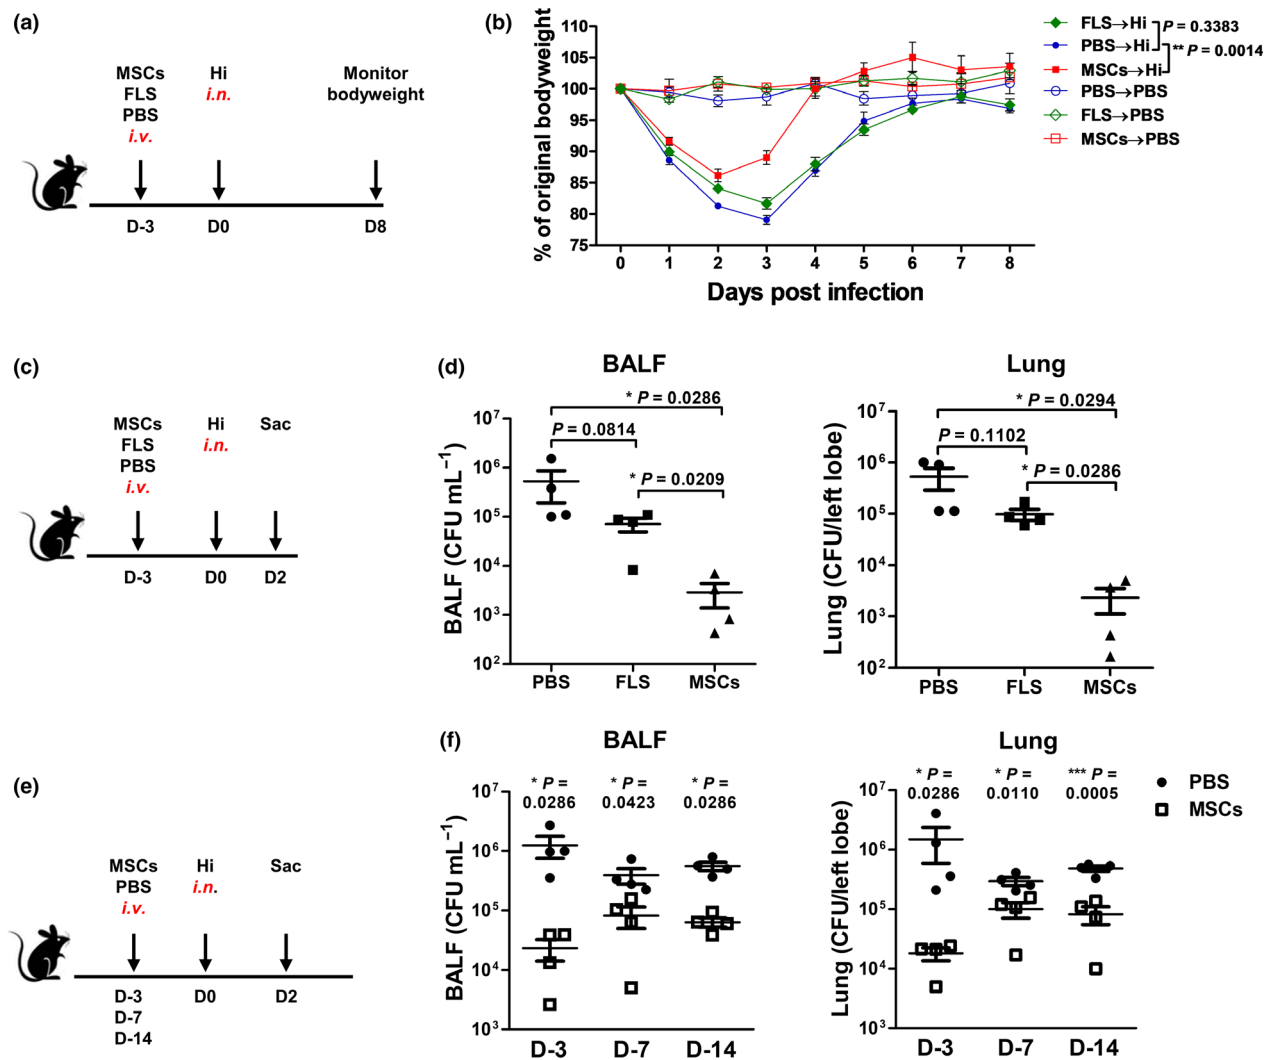 (a)
MSCs
FLS
PBS
i.v.
Hi
i.n.
Monitor
bodyweight
D-3
D0
D8
(b)
% of original bodyweight
110
105
100
95
90
85
80
75
0
1
2
3
4
5
6
7
8
Days post infection
FLS→Hi
PBS→Hi
MSCs→Hi
PBS→PBS
FLS→PBS
MSCs→PBS
P = 0.3383
** P = 0.0014
(c)
MSCs
FLS
PBS
i.v.
Hi
i.n.
Sac
D-3
D0
D2
(d)
BALF
BALF (CFU mL⁻¹)
10⁷
10⁶
10⁵
10⁴
10³
10²
* P = 0.0286
P = 0.0814
* P = 0.0209
PBS
FLS
MSCs
Lung
Lung (CFU/left lobe)
10⁷
10⁶
10⁵
10⁴
10³
10²
* P = 0.0294
P = 0.1102
* P = 0.0286
PBS
FLS
MSCs
(e)
MSCs
PBS
i.v.
Hi
i.n.
Sac
D-3
D-7
D-14
D0
D2
(f)
BALF
BALF (CFU mL⁻¹)
10⁷
10⁶
10⁵
10⁴
10³
* P =
0.0286
* P =
0.0423
* P =
0.0286
D-3
D-7
D-14
Lung
Lung (CFU/left lobe)
10⁷
10⁶
10⁵
10⁴
10³
* P =
0.0286
* P =
0.0110
*** P =
0.0005
D-3
D-7
D-14
PBS
MSCs